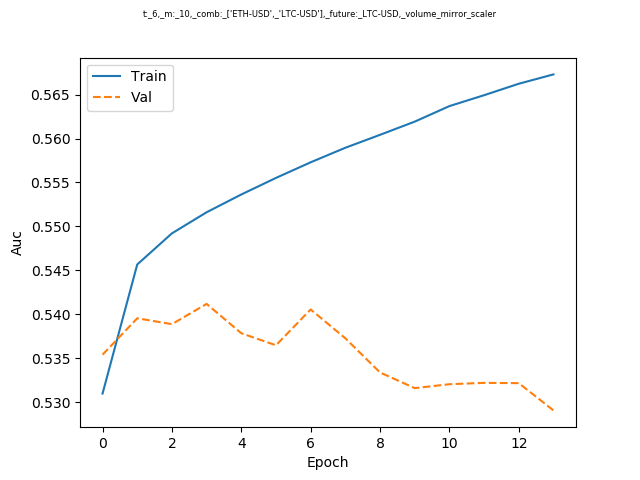 t:_6,_m:_10,_comb:_['ETH-USD',_'LTC-USD'],_future:_LTC-USD,_volume_mirror_scaler
Train
Val
0.565
0.560
0.555
0.550
0.545
0.540
0.535
0.530
Auc
0 2 4 6 8 10 12
Epoch